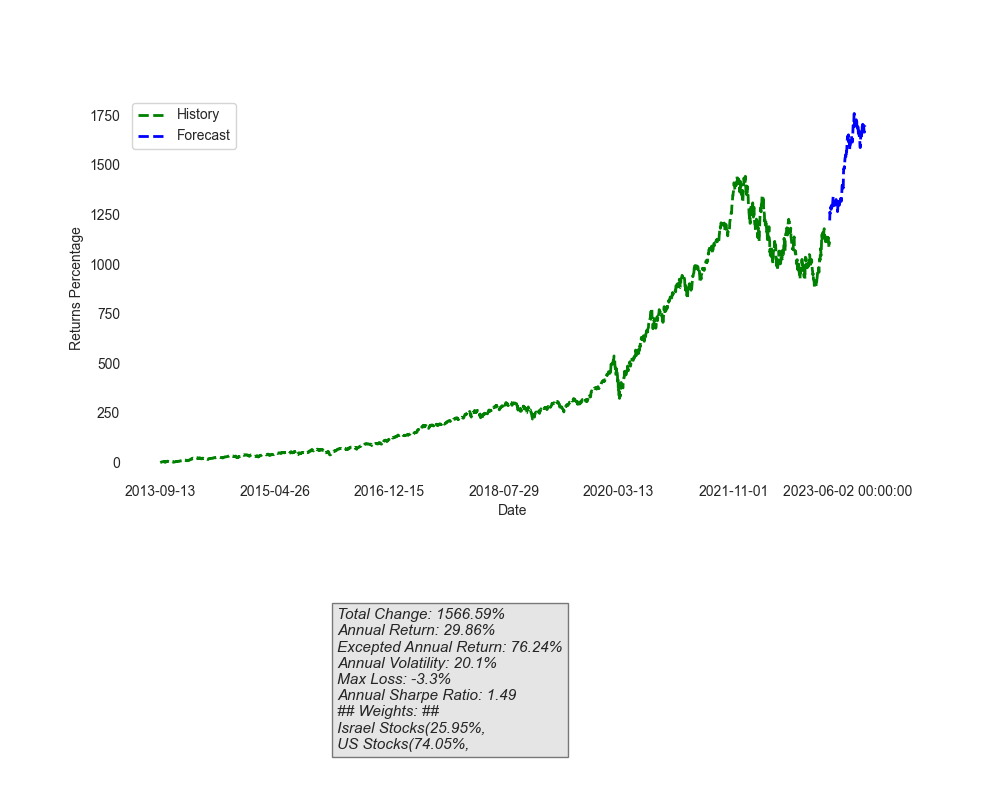 History
Forecast
1750
1500
1250
1000
750
500
250
0
Returns Percentage
2013-09-13 2015-04-26 2016-12-15 2018-07-29 2020-03-13 2021-11-01 2023-06-02 00:00:00
Date
Total Change: 1566.59%
Annual Return: 29.86%
Excepted Annual Return: 76.24%
Annual Volatility: 20.1%
Max Loss: -3.3%
Annual Sharpe Ratio: 1.49
## Weights: ##
Israel Stocks(25.95%,
US Stocks(74.05%,